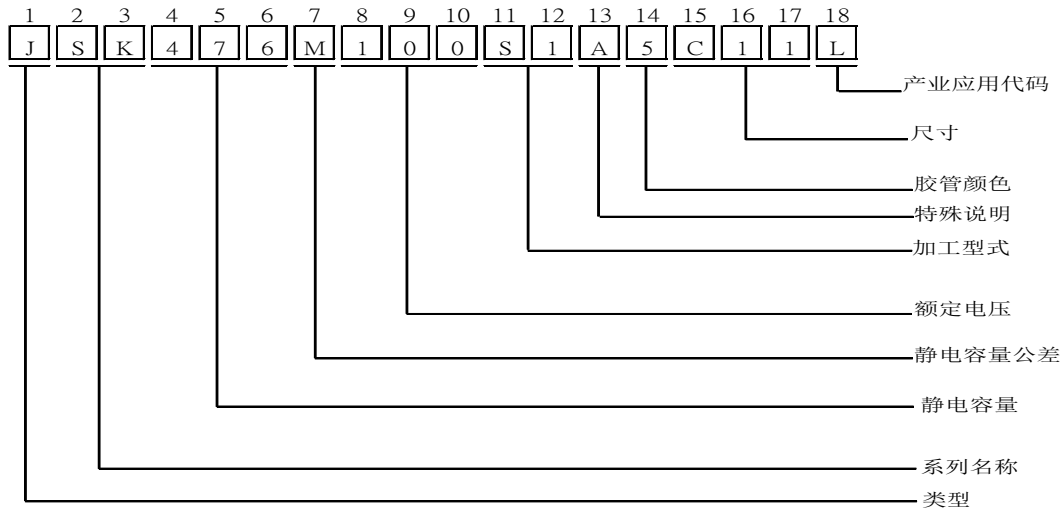 1 2 3 4 5 6 7 8 9 10 11 12 13 14 15 16 17 18
J S K 4 7 6 M 1 0 0 S 1 A 5 C 1 1 L
产业应用代码
尺寸
胶管颜色
特殊说明
加工型式
额定电压
静电容量公差
静电容量
系列名称
类型